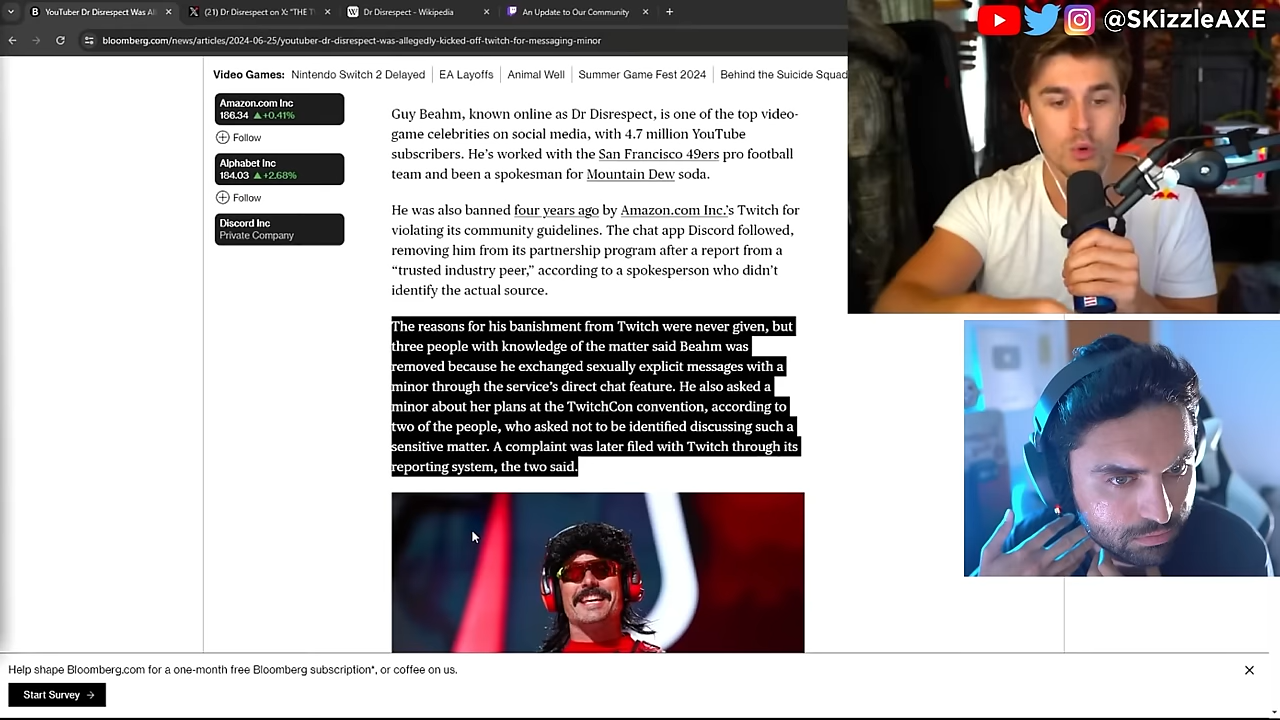 YouTuber Dr Disrespect Was Al
(21) Dr Disrespect on X: "THE T
Dr Disrespect - Wikipedia
An Update to Our Community
bloomberg.com/news/articles/2024-06-25/youtuber-dr-disrespect-was-allegedly-kicked-off-twitch-for-messaging-minor
@SKizzleAXE
Video Games: Nintendo Switch 2 Delayed EA Layoffs Animal Well Summer Game Fest 2024 Behind the Suicide Squad
Amazon.com Inc
186.34 ▲+0.41%
Follow
Alphabet Inc
184.03 ▲+2.68%
Follow
Discord Inc
Private Company
Guy Beahm, known online as Dr Disrespect, is one of the top video-
game celebrities on social media, with 4.7 million YouTube
subscribers. He's worked with the San Francisco 49ers pro football
team and been a spokesman for Mountain Dew soda.
He was also banned four years ago by Amazon.com Inc.'s Twitch for
violating its community guidelines. The chat app Discord followed,
removing him from its partnership program after a report from a
“trusted industry peer,” according to a spokesperson who didn't
identify the actual source.
The reasons for his banishment from Twitch were never given, but
three people with knowledge of the matter said Beahm was
removed because he exchanged sexually explicit messages with a
minor through the service's direct chat feature. He also asked a
minor about her plans at the TwitchCon convention, according to
two of the people, who asked not to be identified discussing such a
sensitive matter. A complaint was later filed with Twitch through its
reporting system, the two said.
Help shape Bloomberg.com for a one-month free Bloomberg subscription*, or coffee on us.
Start Survey →